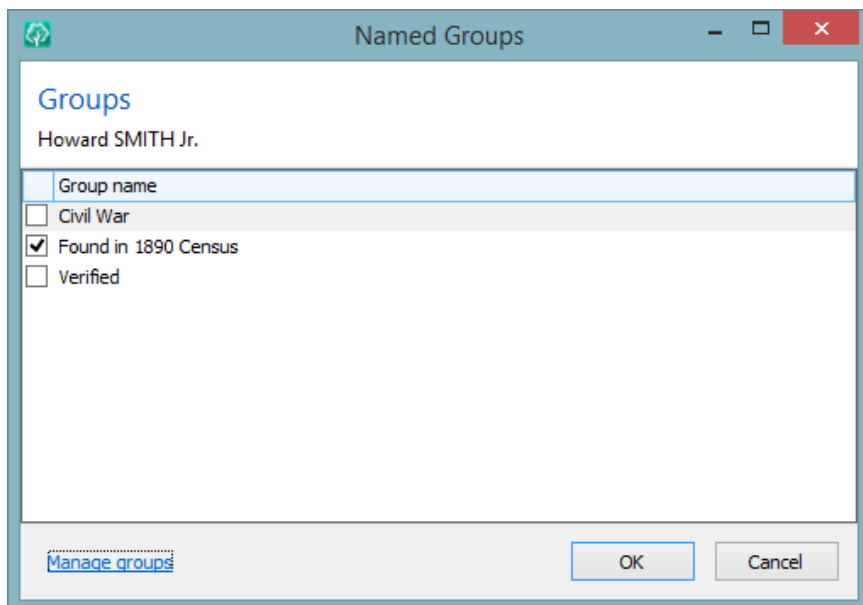 Named Groups
Groups
Howard SMITH Jr.
Group name
Civil War
Found in 1890 Census
Verified
Manage groups OK Cancel